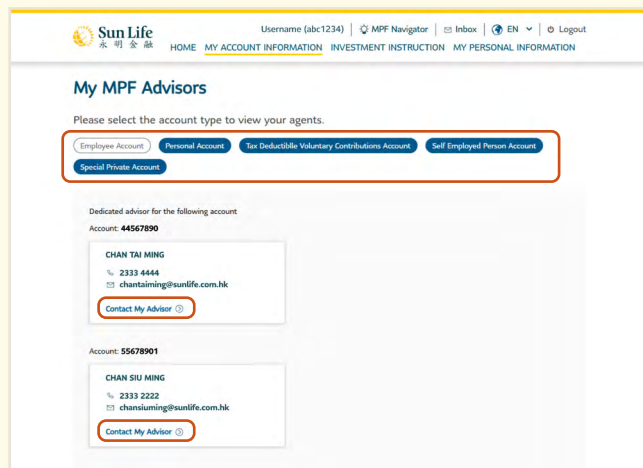 Sun Life
永明金融
Username (abc1234) | MPF Navigator | Inbox | EN | Logout
HOME MY ACCOUNT INFORMATION INVESTMENT INSTRUCTION MY PERSONAL INFORMATION
My MPF Advisors
Please select the account type to view your agents.
Employee Account Personal Account Tax Deductiblle Voluntary Contributions Account Self Employed Person Account
Special Private Account
Dedicated advisor for the following account
Account: 44567890
CHAN TAI MING
2333 4444
chantaiming@sunlife.com.hk
Contact My Advisor
Account: 55678901
CHAN SIU MING
2333 2222
chansiuming@sunlife.com.hk
Contact My Advisor